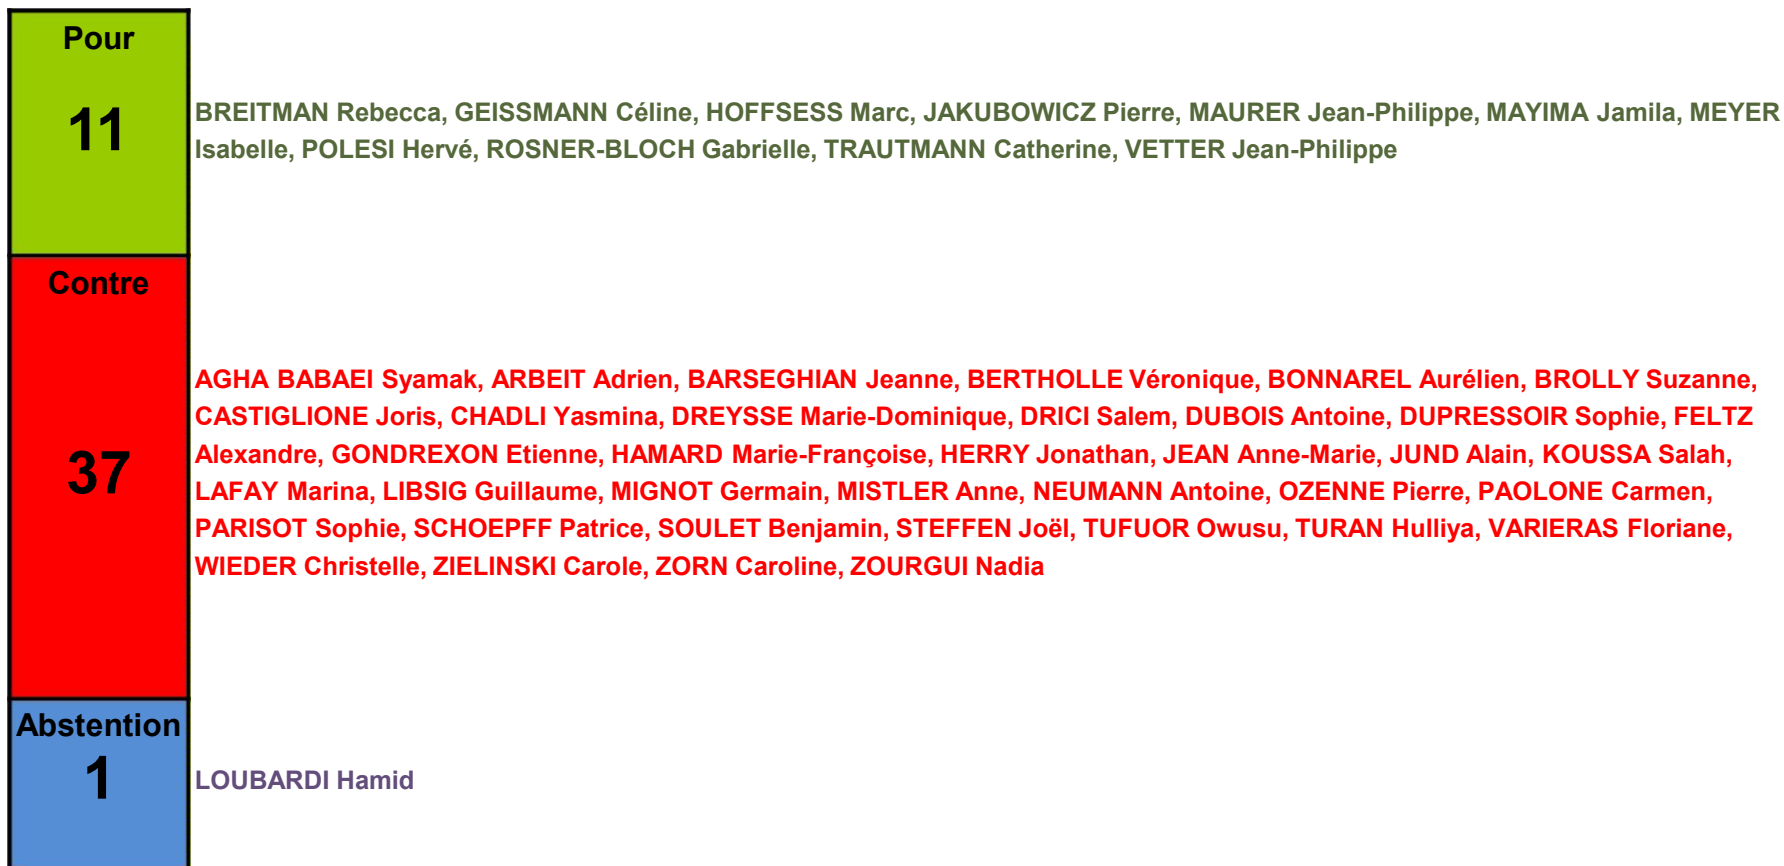 Pour
11
BREITMAN Rebecca, GEISSMANN Céline, HOFFSESS Marc, JAKUBOWICZ Pierre, MAURER Jean-Philippe, MAYIMA Jamila, MEYER
Isabelle, POLESI Hervé, ROSNER-BLOCH Gabrielle, TRAUTMANN Catherine, VETTER Jean-Philippe
Contre
37
AGHA BABAEI Syamak, ARBEIT Adrien, BARSEGHIAN Jeanne, BERTHOLLE Véronique, BONNAREL Aurélien, BROLLY Suzanne,
CASTIGLIONE Joris, CHADLI Yasmina, DREYSSE Marie-Dominique, DRICI Salem, DUBOIS Antoine, DUPRESSOIR Sophie, FELTZ
Alexandre, GONDREXON Etienne, HAMARD Marie-Françoise, HERRY Jonathan, JEAN Anne-Marie, JUND Alain, KOUSSA Salah,
LAFAY Marina, LIBSIG Guillaume, MIGNOT Germain, MISTLER Anne, NEUMANN Antoine, OZENNE Pierre, PAOLONE Carmen,
PARISOT Sophie, SCHOEPFF Patrice, SOULET Benjamin, STEFFEN Joël, TUFUOR Owusu, TURAN Hulliya, VARIERAS Floriane,
WIEDER Christelle, ZIELINSKI Carole, ZORN Caroline, ZOURGUI Nadia
Abstention
1
LOUBARDI Hamid